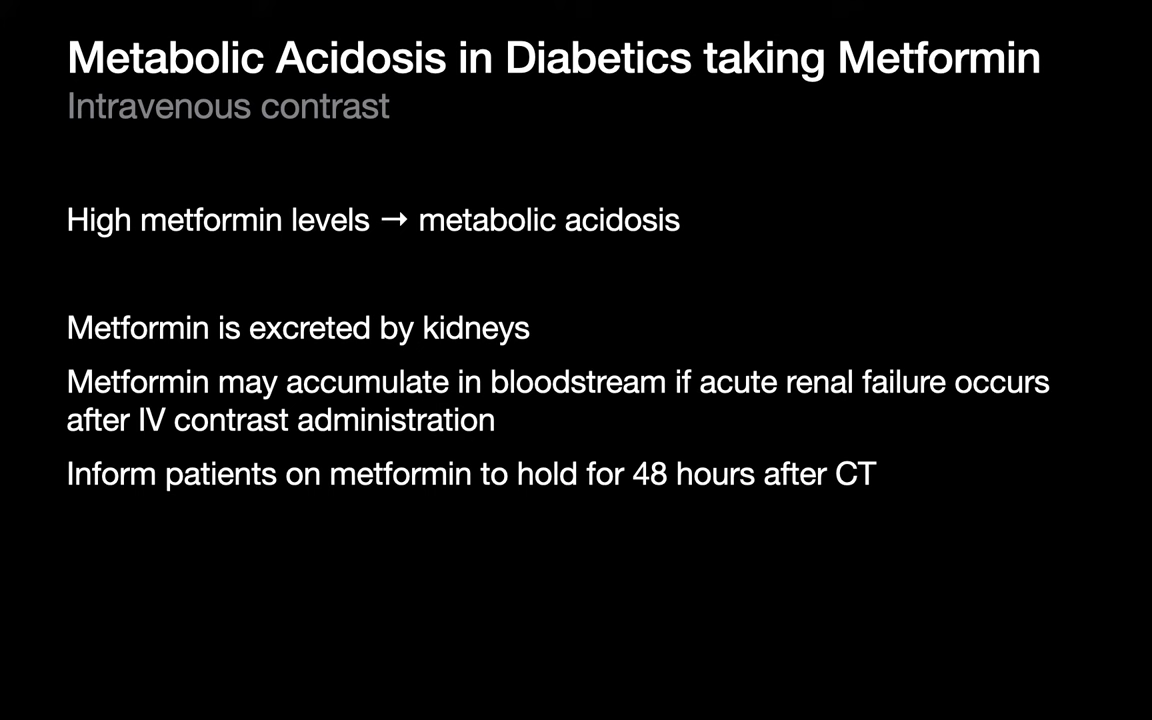 Metabolic Acidosis in Diabetics taking Metformin
Intravenous contrast
High metformin levels → metabolic acidosis
Metformin is excreted by kidneys
Metformin may accumulate in bloodstream if acute renal failure occurs
after IV contrast administration
Inform patients on metformin to hold for 48 hours after CT